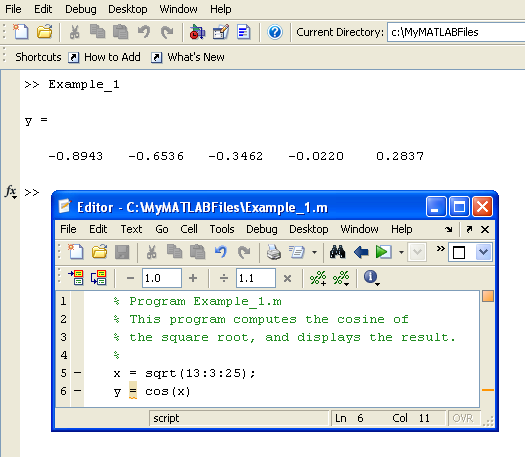 File Edit Debug Desktop Window Help
Current Directory: c:\MyMATLABFiles
Shortcuts How to Add What's New
>> Example_1
y =
-0.8943 -0.6536 -0.3462 -0.0220 0.2837
fx >>
Editor - C:\MyMATLABFiles\Example_1.m
File Edit Text Go Cell Tools Debug Desktop Window Help
- 1.0 + ÷ 1.1 ×
1 % Program Example_1.m
2 % This program computes the cosine of
3 % the square root, and displays the result.
4 %
5 - x = sqrt(13:3:25);
6 - y = cos(x)
script Ln 6 Col 11 OVR